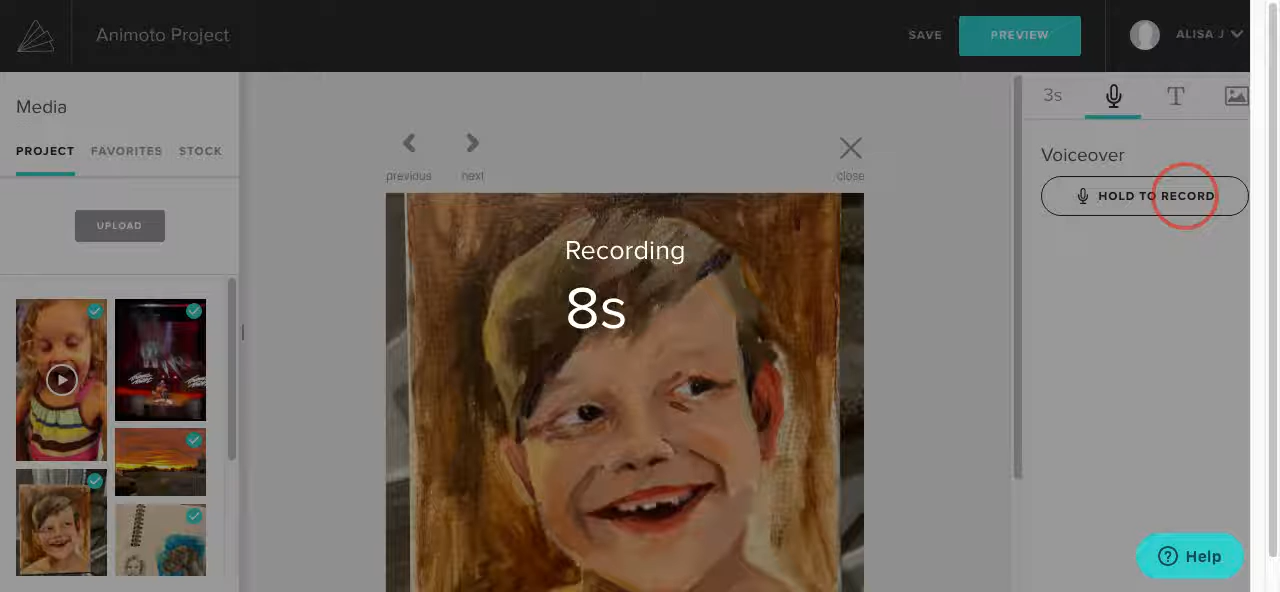 Animoto Project
SAVE
PREVIEW
ALISA J
Media
PROJECT FAVORITES STOCK
UPLOAD
previous next
close
Recording
8s
3s
T
Voiceover
HOLD TO RECORD
? Help